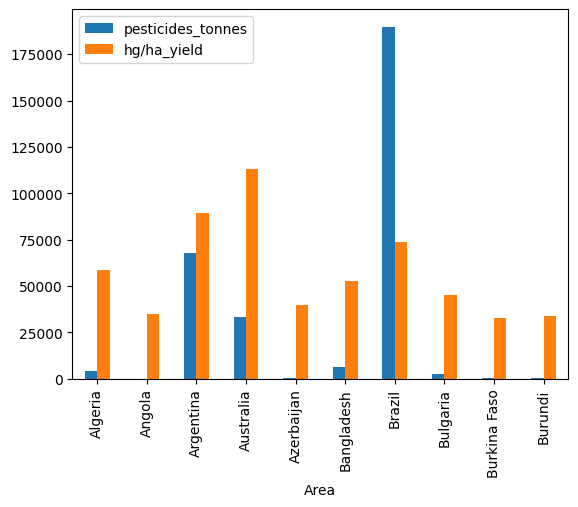 pesticides_tonnes
hg/ha_yield
175000
150000
125000
100000
75000
50000
25000
0
Algeria
Angola
Argentina
Australia
Azerbaijan
Bangladesh
Brazil
Bulgaria
Burkina Faso
Burundi
Area